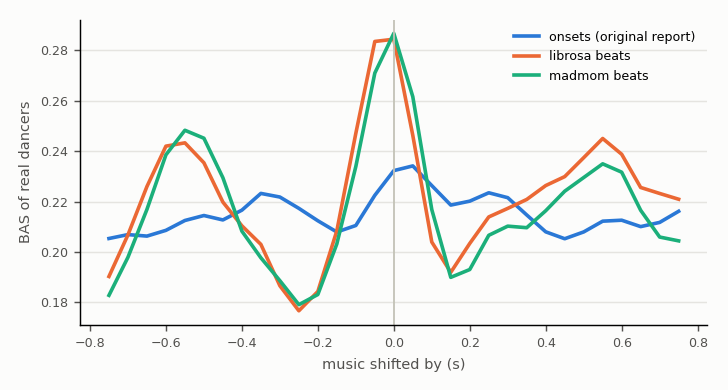 onsets (original report)
librosa beats
madmom beats
BAS of real dancers
0.28
0.26
0.24
0.22
0.20
0.18
−0.8 −0.6 −0.4 −0.2 0.0 0.2 0.4 0.6 0.8
music shifted by (s)